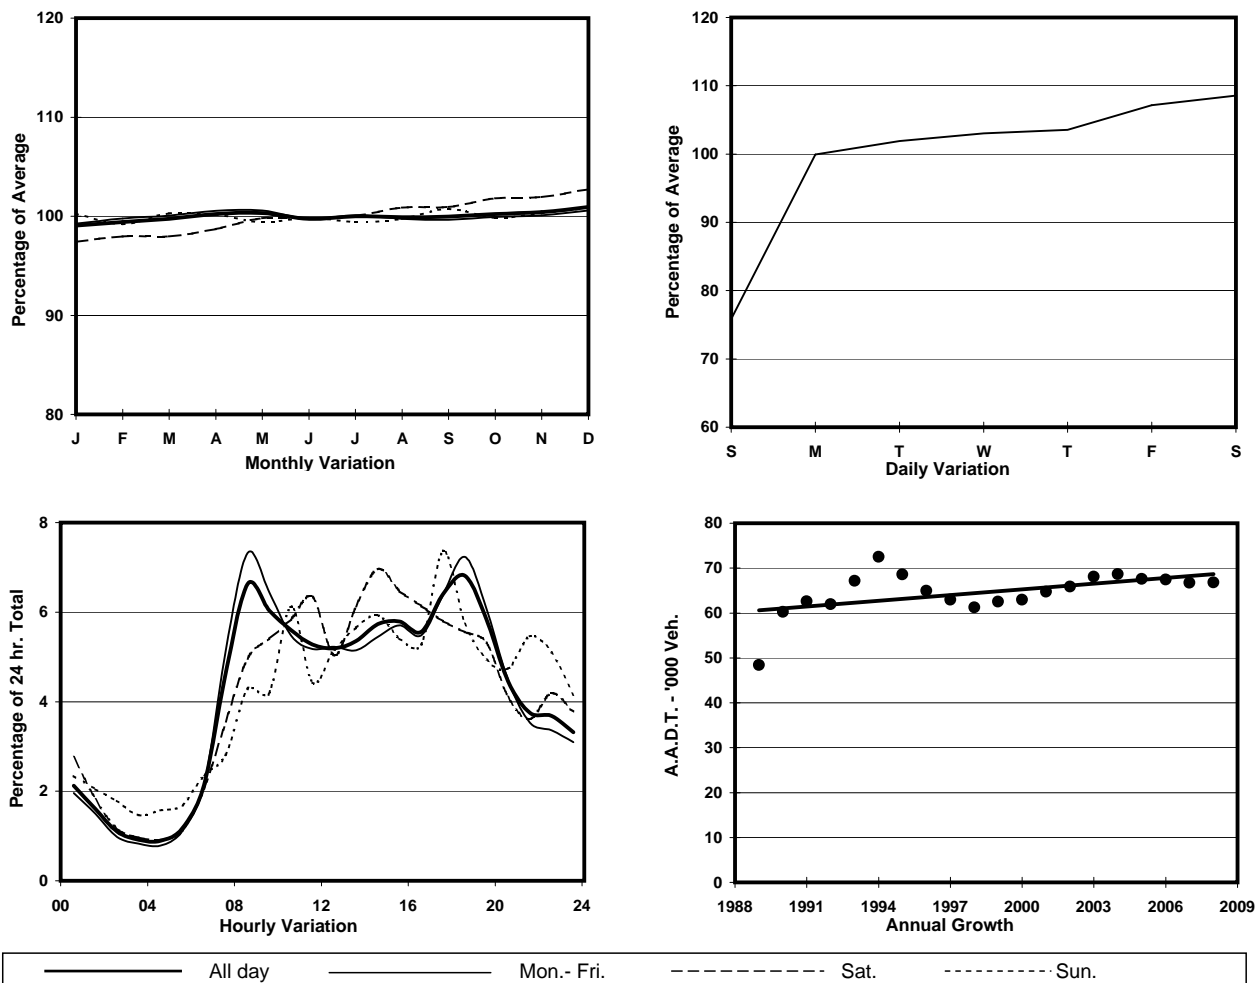 120
110
100
90
80
Percentage of Average
J F M A M J J A S O N D
Monthly Variation
120
110
100
90
80
70
60
Percentage of Average
S M T W T F S
Daily Variation
8
6
4
2
0
Percentage of 24 hr. Total
00 04 08 12 16 20 24
Hourly Variation
80
70
60
50
40
30
20
10
0
A.A.D.T. - '000 Veh.
1988 1991 1994 1997 2000 2003 2006 2009
Annual Growth
All day Mon.- Fri. Sat. Sun.